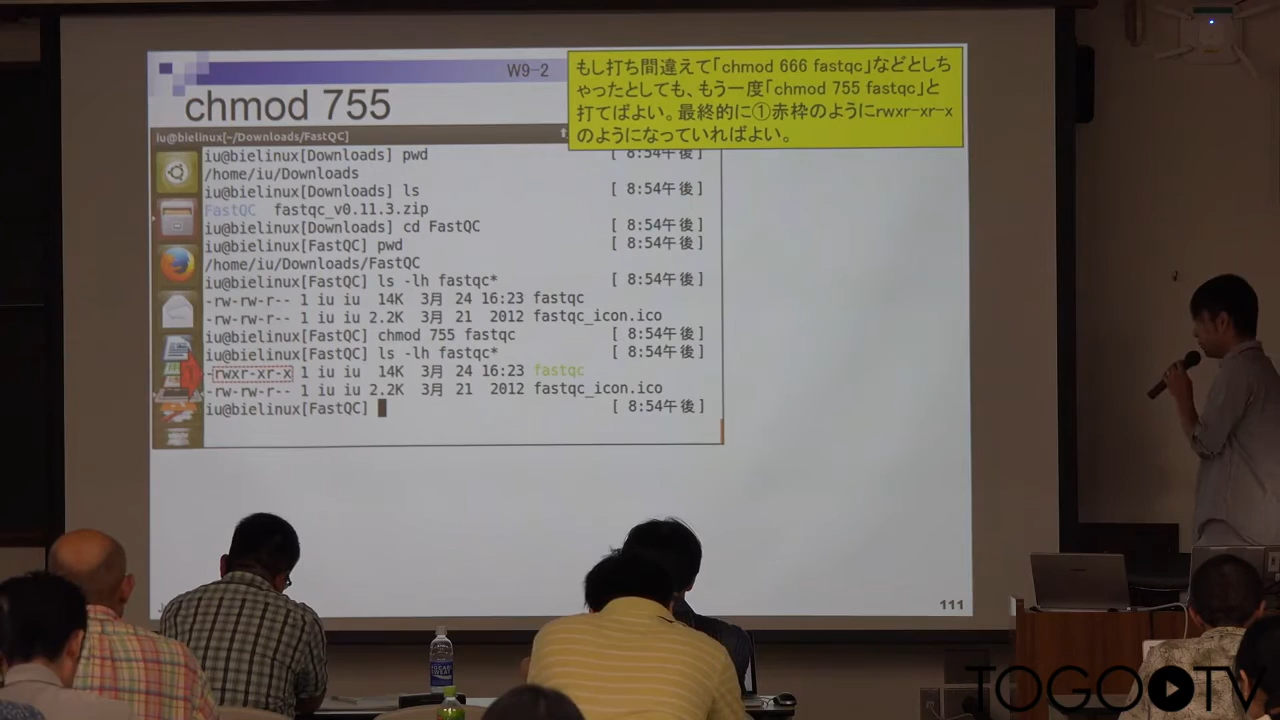 W9-2
chmod 755
もし打ち間違えて「chmod 666 fastqc」などとしち
ゃったとしても、もう一度「chmod 755 fastqc」と
打てばよい。最終的に①赤枠のようにrwxr-xr-x
のようになっていればよい。
iu@bielinux[~/Downloads/FastQC]
iu@bielinux[Downloads] pwd [ 8:54午後]
/home/iu/Downloads
iu@bielinux[Downloads] ls [ 8:54午後]
FastQC fastqc_v0.11.3.zip
iu@bielinux[Downloads] cd FastQC [ 8:54午後]
iu@bielinux[FastQC] pwd [ 8:54午後]
/home/iu/Downloads/FastQC
iu@bielinux[FastQC] ls -lh fastqc* [ 8:54午後]
-rw-rw-r-- 1 iu iu 14K 3月 24 16:23 fastqc
-rw-rw-r-- 1 iu iu 2.2K 3月 21 2012 fastqc_icon.ico
iu@bielinux[FastQC] chmod 755 fastqc [ 8:54午後]
iu@bielinux[FastQC] ls -lh fastqc* [ 8:54午後]
-rwxr-xr-x 1 iu iu 14K 3月 24 16:23 fastqc
-rw-rw-r-- 1 iu iu 2.2K 3月 21 2012 fastqc_icon.ico
iu@bielinux[FastQC] [ 8:54午後]
111
TOGO TV